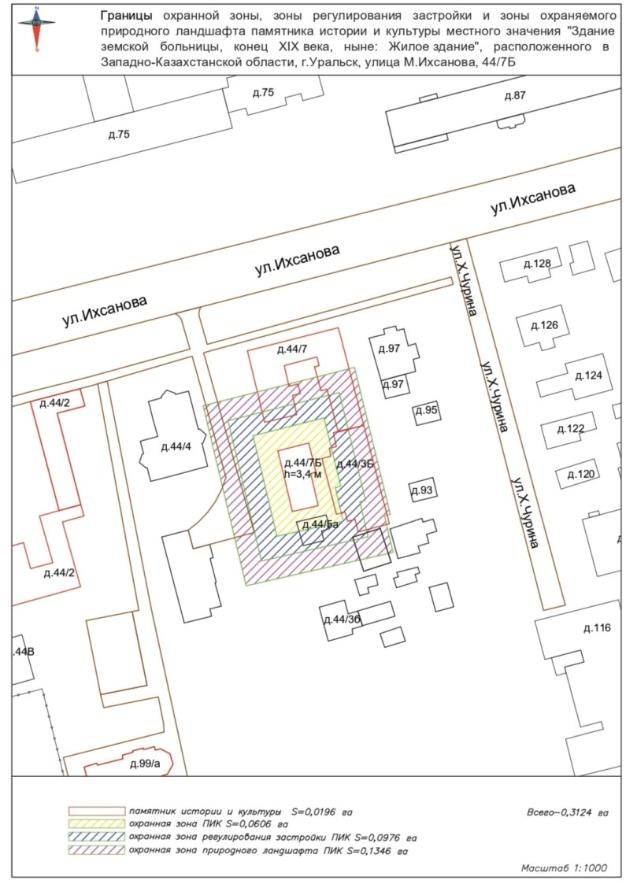 N
Границы охранной зоны, зоны регулирования застройки и зоны охраняемого
природного ландшафта памятника истории и культуры местного значения "Здание
земской больницы, конец XIX века, ныне: Жилое здание", расположенного в
Западно-Казахстанской области, г.Уральск, улица М.Ихсанова, 44/7Б
д.75
д.87
д.75
ул.Ихсанова
ул.Ихсанова
ул.Ихсанова
ул.Х.Чурина
д.128
д.126
д.44/7
д.97
д.97
ул.Х.Чурина
д.124
д.44/2
д.95
д.44/4
д.122
д.44/7Б
h=3,4 м
д.44/3Б
д.120
д.93
ул.Х.Чурина
д.44/5а
д.44/2
д.44/3б
д.116
.44В
д.99/а
памятник истории и культуры S=0,0196 га
Всего-0,3124 га
охранная зона ПИК S=0,0606 га
охранная зона регулирования застройки ПИК S=0,0976 га
охранная зона природного ландшафта ПИК S=0,1346 га
Масштаб 1:1000